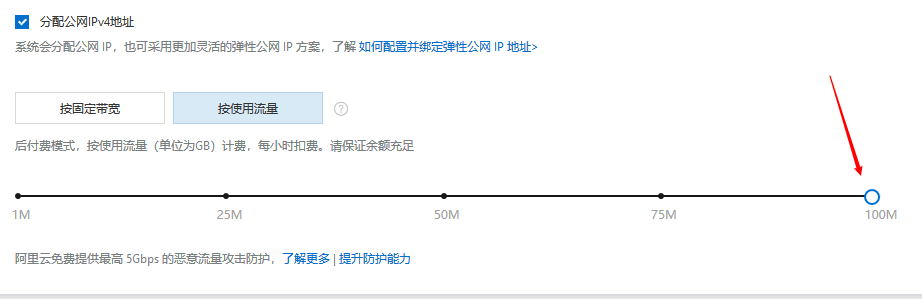 分配公网IPv4地址
系统会分配公网 IP，也可采用更加灵活的弹性公网 IP 方案，了解 如何配置并绑定弹性公网 IP 地址>
按固定带宽 按使用流量 ?
后付费模式，按使用流量（单位为GB）计费，每小时扣费。请保证余额充足
1M 25M 50M 75M 100M
阿里云免费提供最高 5Gbps 的恶意流量攻击防护，了解更多 | 提升防护能力